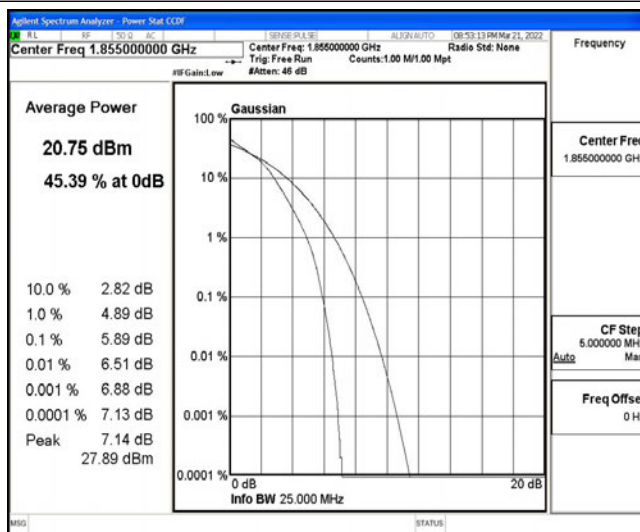 Agilent Spectrum Analyzer - Power Stat CCDF
RL RF 50 Ω AC SENSE:PULSE ALIGN AUTO 08:53:13 PM Mar 21, 2022
Center Freq 1.855000000 GHz
Center Freq: 1.855000000 GHz Radio Std: None
Trig: Free Run Counts:1.00 M/1.00 Mpt
#IFGain:Low #Atten: 46 dB
Frequency
Average Power
20.75 dBm
45.39 % at 0dB
10.0 % 2.82 dB
1.0 % 4.89 dB
0.1 % 5.89 dB
0.01 % 6.51 dB
0.001 % 6.88 dB
0.0001 % 7.13 dB
Peak 7.14 dB
27.89 dBm
Gaussian
100 %
10 %
1 %
0.1 %
0.01 %
0.001 %
0.0001 %
0 dB 20 dB
Info BW 25.000 MHz
Center Fre
1.855000000 GH
CF Step
5.000000 MH
Auto Ma
Freq Offse
0 H
MSG STATUS